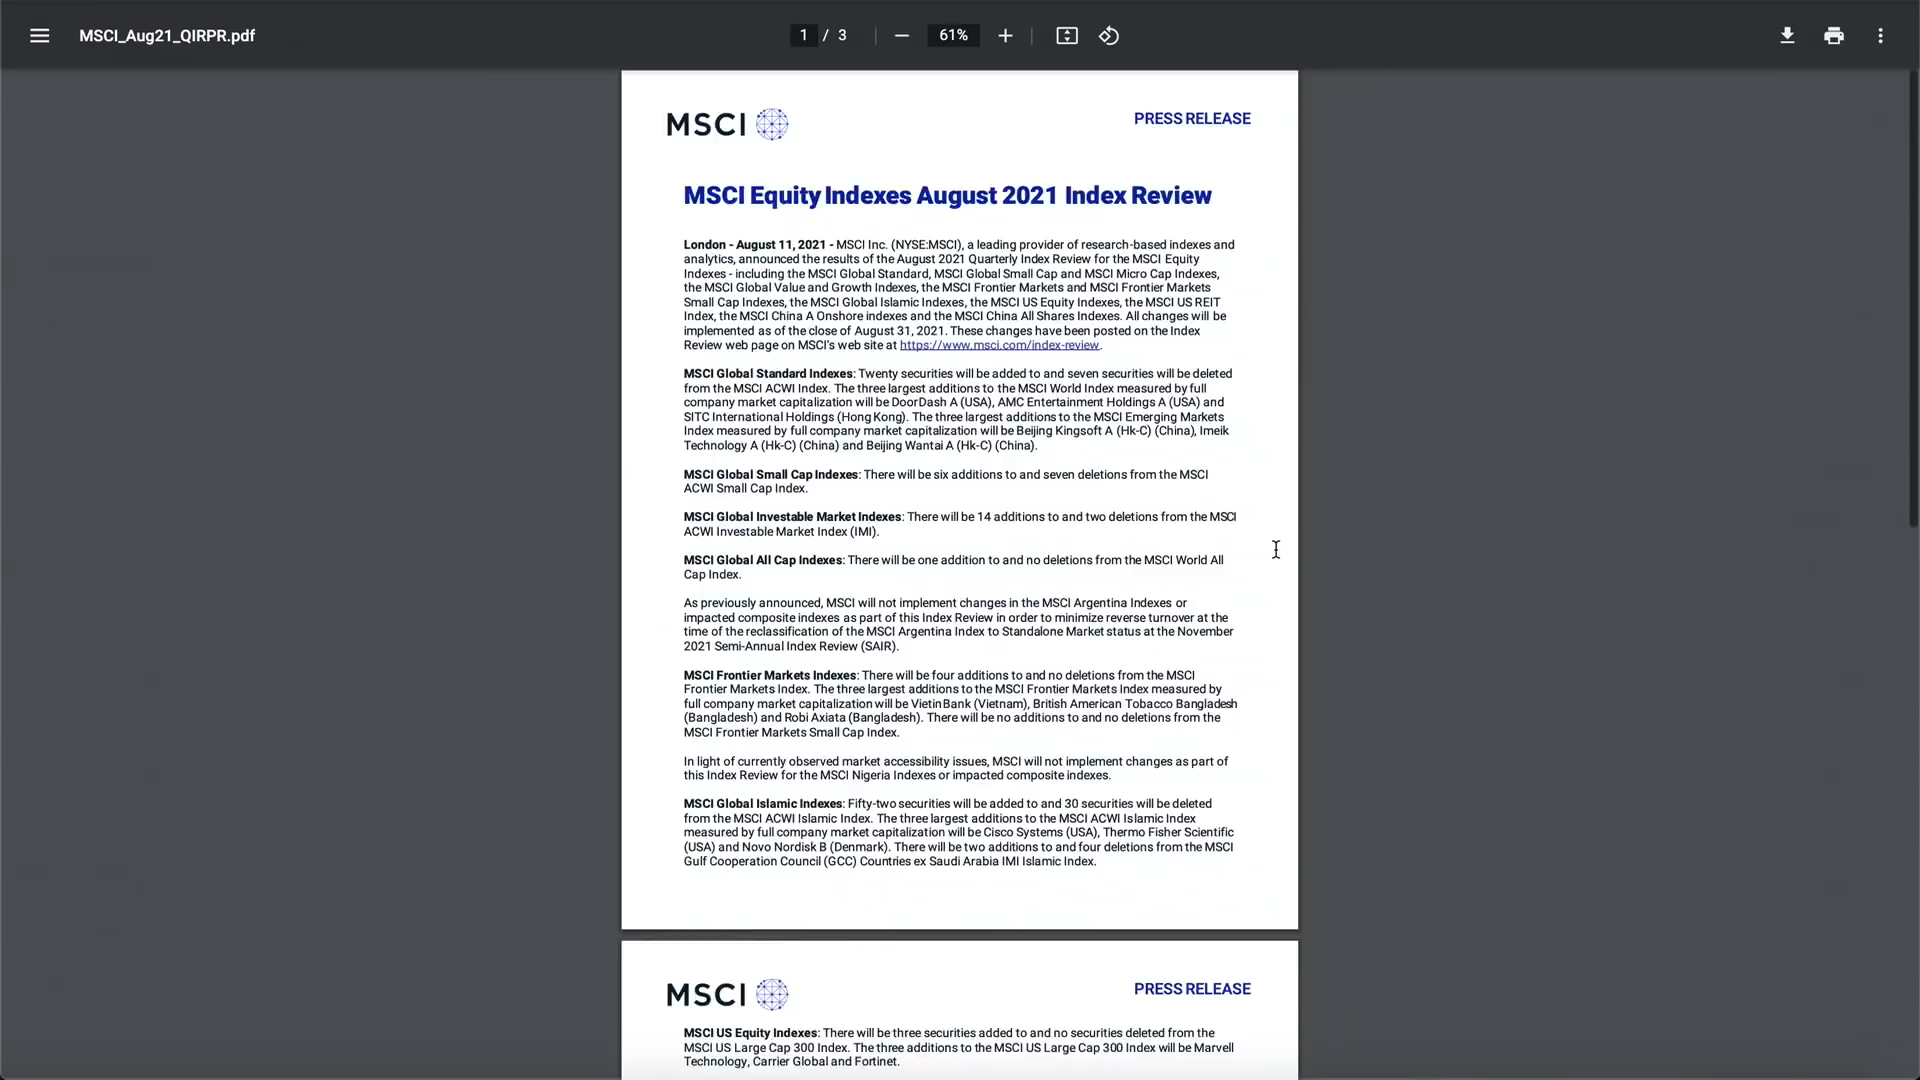 MSCI_Aug21_QIRPR.pdf
1 / 3
61%
MSCI
PRESS RELEASE
MSCI Equity Indexes August 2021 Index Review
London - August 11, 2021 - MSCI Inc. (NYSE:MSCI), a leading provider of research-based indexes and
analytics, announced the results of the August 2021 Quarterly Index Review for the MSCI Equity
Indexes - including the MSCI Global Standard, MSCI Global Small Cap and MSCI Micro Cap Indexes,
the MSCI Global Value and Growth Indexes, the MSCI Frontier Markets and MSCI Frontier Markets
Small Cap Indexes, the MSCI Global Islamic Indexes, the MSCI US Equity Indexes, the MSCI US REIT
Index, the MSCI China A Onshore indexes and the MSCI China All Shares Indexes. All changes will be
implemented as of the close of August 31, 2021. These changes have been posted on the Index
Review web page on MSCI's web site at https://www.msci.com/index-review.
MSCI Global Standard Indexes: Twenty securities will be added to and seven securities will be deleted
from the MSCI ACWI Index. The three largest additions to the MSCI World Index measured by full
company market capitalization will be DoorDash A (USA), AMC Entertainment Holdings A (USA) and
SITC International Holdings (Hong Kong). The three largest additions to the MSCI Emerging Markets
Index measured by full company market capitalization will be Beijing Kingsoft A (Hk-C) (China), Imeik
Technology A (Hk-C) (China) and Beijing Wantai A (Hk-C) (China).
MSCI Global Small Cap Indexes: There will be six additions to and seven deletions from the MSCI
ACWI Small Cap Index.
MSCI Global Investable Market Indexes: There will be 14 additions to and two deletions from the MSCI
ACWI Investable Market Index (IMI).
MSCI Global All Cap Indexes: There will be one addition to and no deletions from the MSCI World All
Cap Index.
As previously announced, MSCI will not implement changes in the MSCI Argentina Indexes or
impacted composite indexes as part of this Index Review in order to minimize reverse turnover at the
time of the reclassification of the MSCI Argentina Index to Standalone Market status at the November
2021 Semi-Annual Index Review (SAIR).
MSCI Frontier Markets Indexes: There will be four additions to and no deletions from the MSCI
Frontier Markets Index. The three largest additions to the MSCI Frontier Markets Index measured by
full company market capitalization will be VietinBank (Vietnam), British American Tobacco Bangladesh
(Bangladesh) and Robi Axiata (Bangladesh). There will be no additions to and no deletions from the
MSCI Frontier Markets Small Cap Index.
In light of currently observed market accessibility issues, MSCI will not implement changes as part of
this Index Review for the MSCI Nigeria Indexes or impacted composite indexes.
MSCI Global Islamic Indexes: Fifty-two securities will be added to and 30 securities will be deleted
from the MSCI ACWI Islamic Index. The three largest additions to the MSCI ACWI Islamic Index
measured by full company market capitalization will be Cisco Systems (USA), Thermo Fisher Scientific
(USA) and Novo Nordisk B (Denmark). There will be two additions to and four deletions from the MSCI
Gulf Cooperation Council (GCC) Countries ex Saudi Arabia IMI Islamic Index.
MSCI
PRESS RELEASE
MSCI US Equity Indexes: There will be three securities added to and no securities deleted from the
MSCI US Large Cap 300 Index. The three additions to the MSCI US Large Cap 300 Index will be Marvell
Technology, Carrier Global and Fortinet.